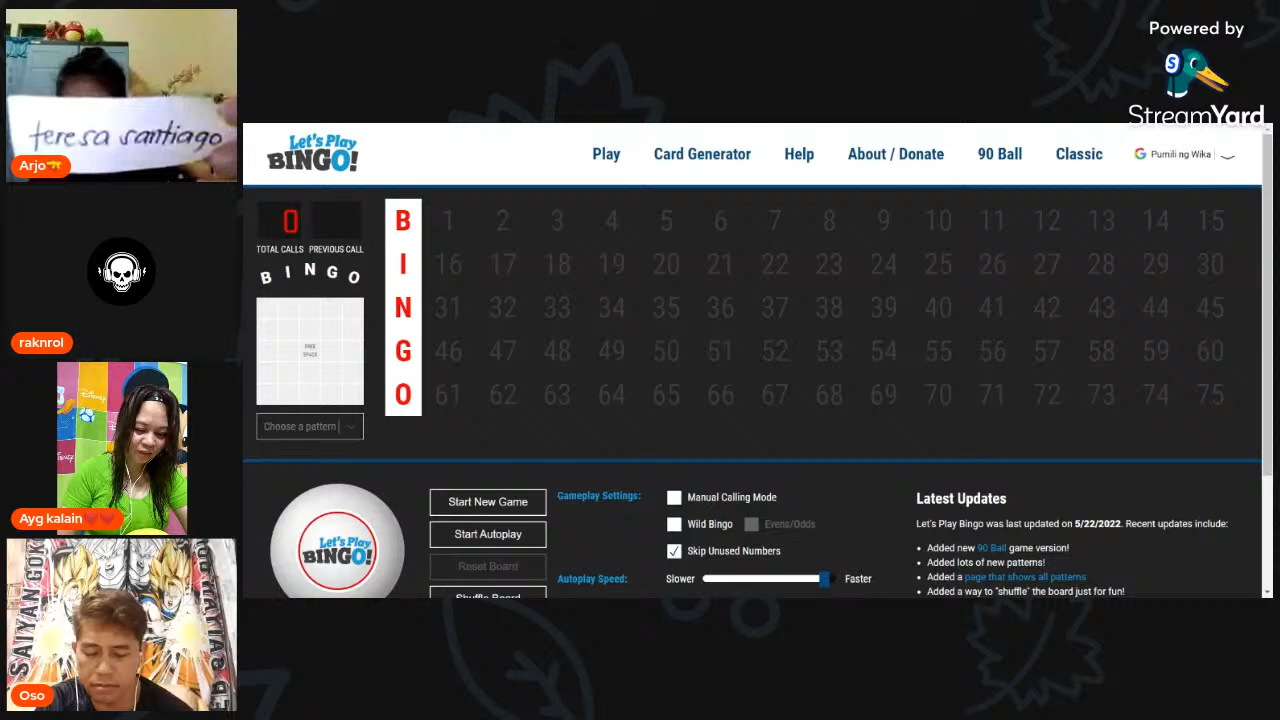 teresa santiago
Arjo
raknrol
Disney
Disney
Ayg kalain
SAIYAN GOK
Oso
Powered by
S
StreamYard
Let's Play
BINGO!
Play
Card Generator
Help
About / Donate
90 Ball
Classic
G Pumili ng Wika
0
TOTAL CALLS PREVIOUS CALL
B I N G O
FREE
SPACE
Choose a pattern
B 1 2 3 4 5 6 7 8 9 10 11 12 13 14 15
I 16 17 18 19 20 21 22 23 24 25 26 27 28 29 30
N 31 32 33 34 35 36 37 38 39 40 41 42 43 44 45
G 46 47 48 49 50 51 52 53 54 55 56 57 58 59 60
O 61 62 63 64 65 66 67 68 69 70 71 72 73 74 75
Let's Play
BINGO!
Start New Game
Start Autoplay
Reset Board
Shuffle Board
Gameplay Settings:
Manual Calling Mode
Wild Bingo Evens/Odds
Skip Unused Numbers
Autoplay Speed:
Slower Faster
Latest Updates
Let's Play Bingo was last updated on 5/22/2022. Recent updates include:
Added new 90 Ball game version!
Added lots of new patterns!
Added a page that shows all patterns
Added a way to "shuffle" the board just for fun!